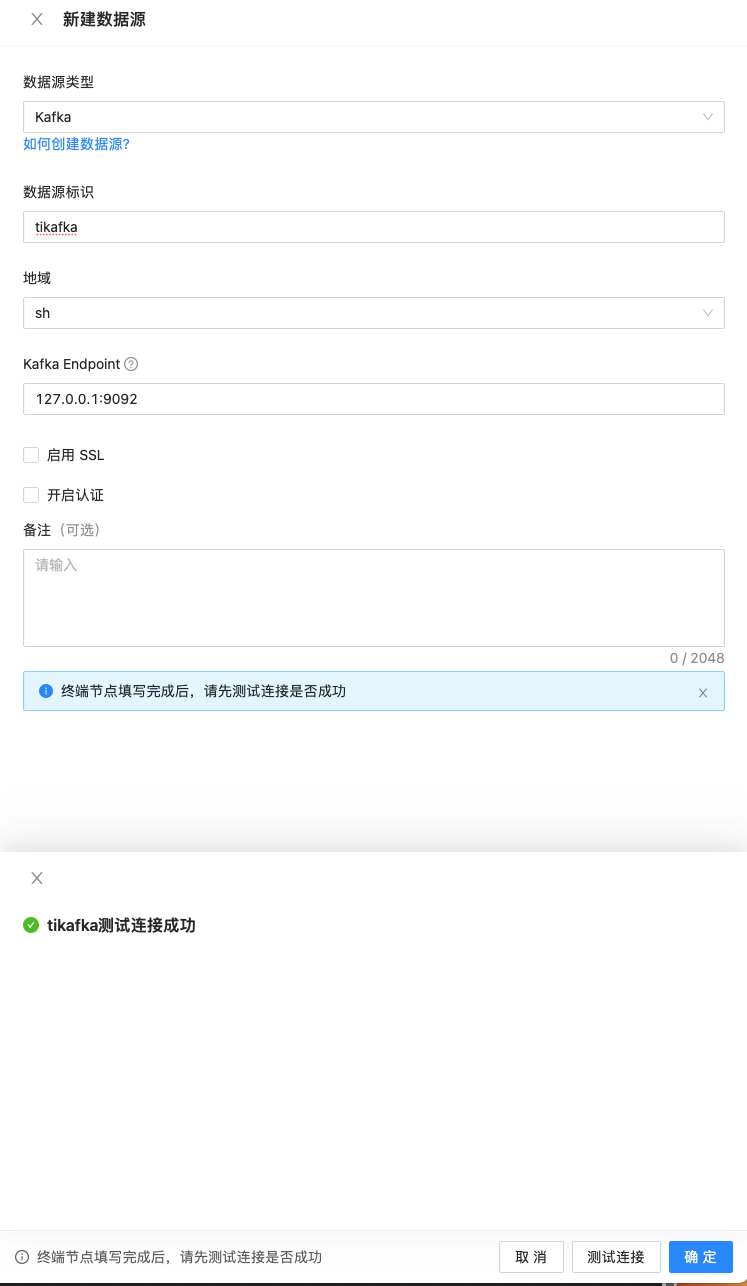 新建数据源
数据源类型
Kafka
如何创建数据源?
数据源标识
tikafka
地域
sh
Kafka Endpoint
127.0.0.1:9092
启用 SSL
开启认证
备注（可选）
请输入
0 / 2048
终端节点填写完成后，请先测试连接是否成功
tikafka测试连接成功
终端节点填写完成后，请先测试连接是否成功
取 消
测试连接
确 定